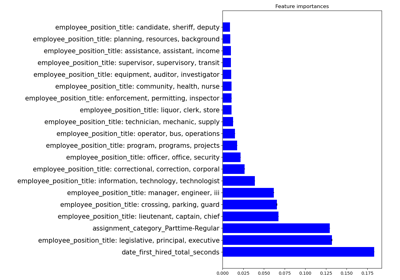 Feature importances
employee_position_title: candidate, sheriff, deputy
employee_position_title: planning, resources, background
employee_position_title: assistance, assistant, income
employee_position_title: supervisor, supervisory, transit
employee_position_title: equipment, auditor, investigator
employee_position_title: community, health, nurse
employee_position_title: enforcement, permitting, inspector
employee_position_title: liquor, clerk, store
employee_position_title: technician, mechanic, supply
employee_position_title: operator, bus, operations
employee_position_title: program, programs, projects
employee_position_title: officer, office, security
employee_position_title: correctional, correction, corporal
employee_position_title: information, technology, technologist
employee_position_title: manager, engineer, iii
employee_position_title: crossing, parking, guard
employee_position_title: lieutenant, captain, chief
assignment_category_Parttime-Regular
employee_position_title: legislative, principal, executive
date_first_hired_total_seconds
0.000 0.025 0.050 0.075 0.100 0.125 0.150 0.175